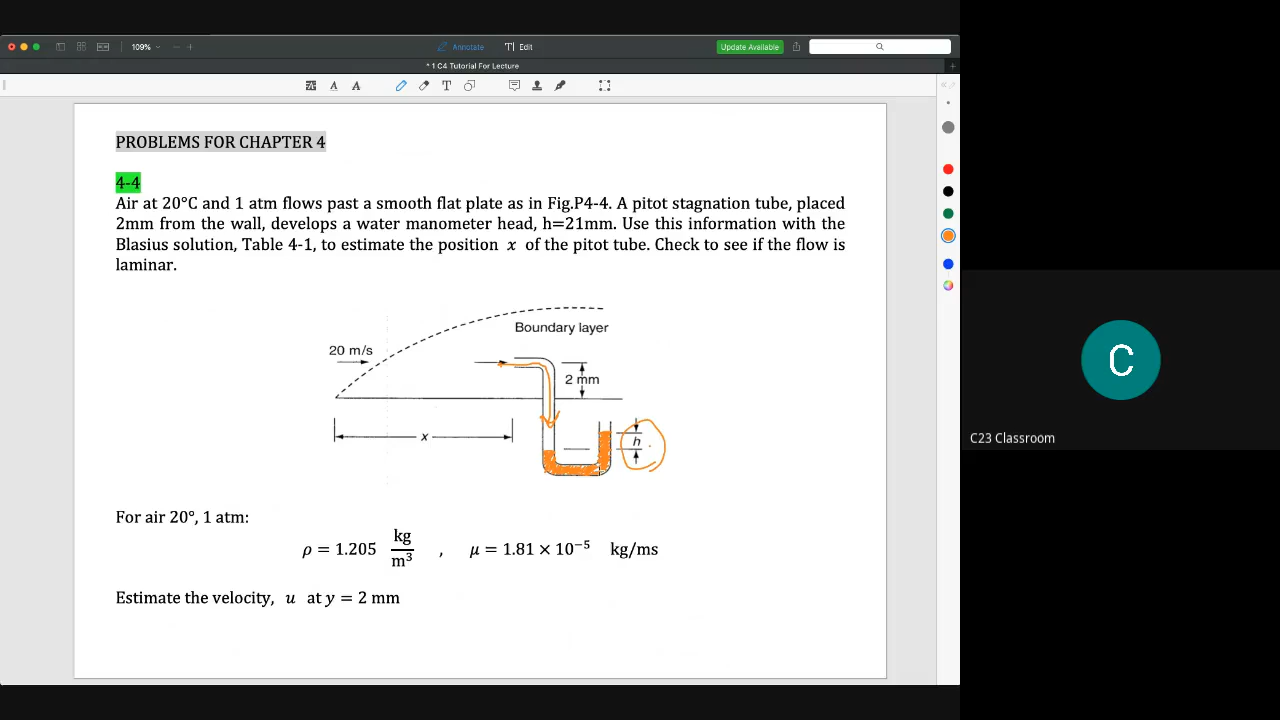 109%
Annotate
Edit
Update Available
* 1 C4 Tutorial For Lecture
PROBLEMS FOR CHAPTER 4
4-4
Air at 20°C and 1 atm flows past a smooth flat plate as in Fig.P4-4. A pitot stagnation tube, placed
2mm from the wall, develops a water manometer head, h=21mm. Use this information with the
Blasius solution, Table 4-1, to estimate the position x of the pitot tube. Check to see if the flow is
laminar.
Boundary layer
20 m/s
2 mm
x
h
For air 20°, 1 atm:
ρ = 1.205 kg/m³ , μ = 1.81 × 10⁻⁵ kg/ms
Estimate the velocity, u at y = 2 mm
C
C23 Classroom